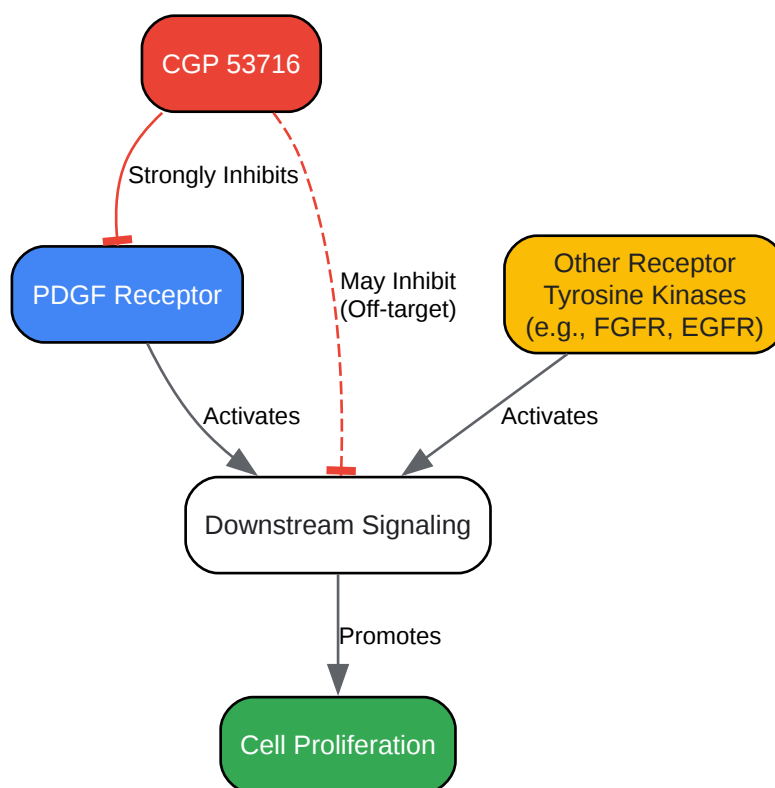 CGP 53716
Strongly Inhibits
PDGF Receptor
May Inhibit
(Off-target)
Other Receptor
Tyrosine Kinases
(e.g., FGFR, EGFR)
Activates
Activates
Downstream Signaling
Promotes
Cell Proliferation